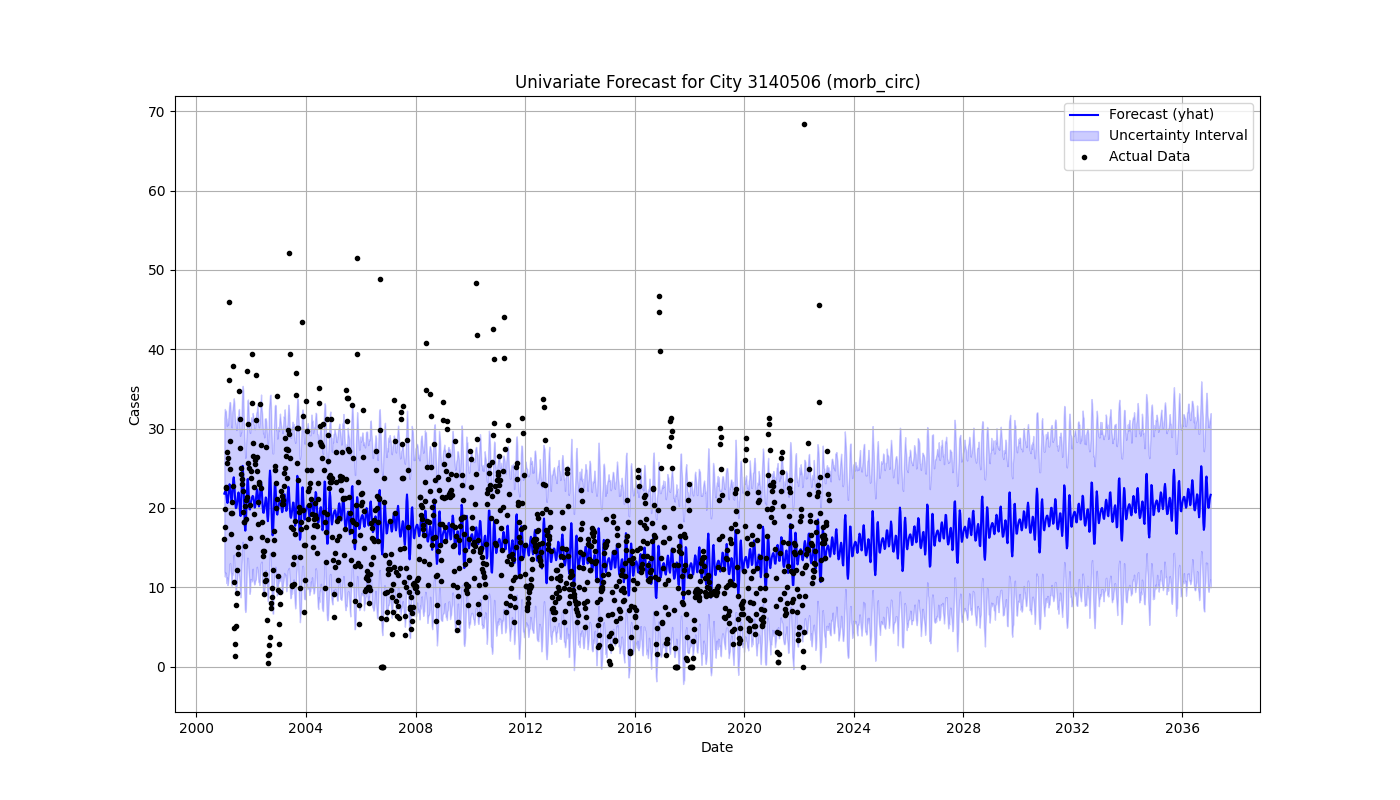 Univariate Forecast for City 3140506 (morb_circ)
Forecast (yhat)
Uncertainty Interval
Actual Data
Cases
70
60
50
40
30
20
10
0
2000 2004 2008 2012 2016 2020 2024 2028 2032 2036
Date